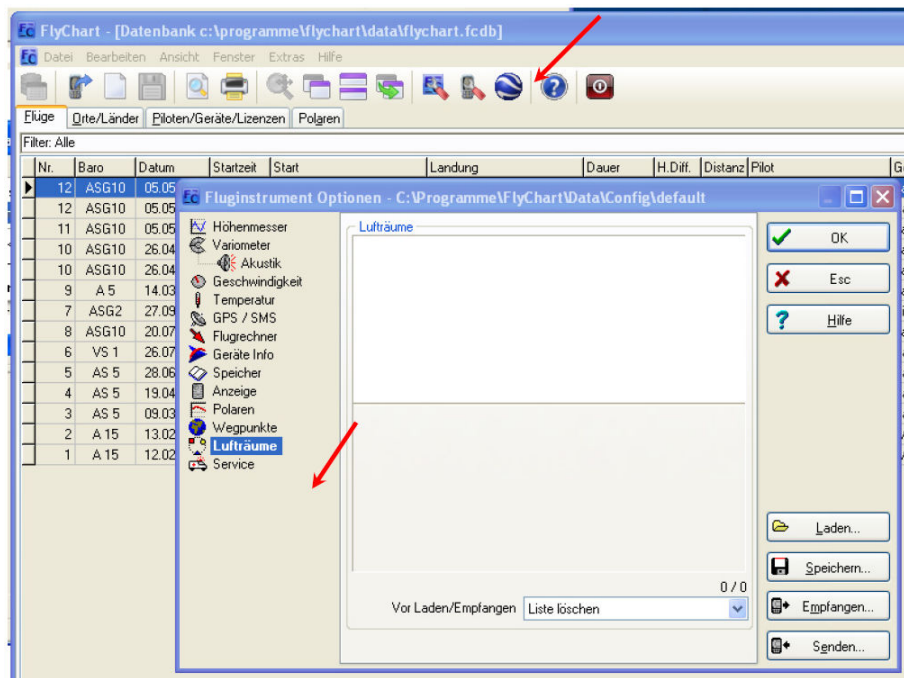 FlyChart - [Datenbank c:\programme\flychart\data\flychart.fcdb]
Datei Bearbeiten Ansicht Fenster Extras Hilfe
Flüge Orte/Länder Piloten/Geräte/Lizenzen Polaren
Filter: Alle
Nr. Baro Datum Startzeit Start Landung Dauer H.Diff. Distanz Pilot
12 ASG10 05.05
12 ASG10 05.05
11 ASG10 05.05
10 ASG10 26.04
10 ASG10 26.04
9 A 5 14.03
7 ASG2 27.09
8 ASG10 20.07
6 VS 1 26.07
5 AS 5 28.06
4 AS 5 19.04
3 AS 5 09.03
2 A 15 13.02
1 A 15 12.02
Fluginstrument Optionen - C:\Programme\FlyChart\Data\Config\default
Höhenmesser
Variometer
Akustik
Geschwindigkeit
Temperatur
GPS / SMS
Flugrechner
Geräte Info
Speicher
Anzeige
Polaren
Wegpunkte
Lufträume
Service
Lufträume
0 / 0
Vor Laden/Empfangen Liste löschen
OK
Esc
Hilfe
Laden...
Speichern...
Empfangen...
Senden...